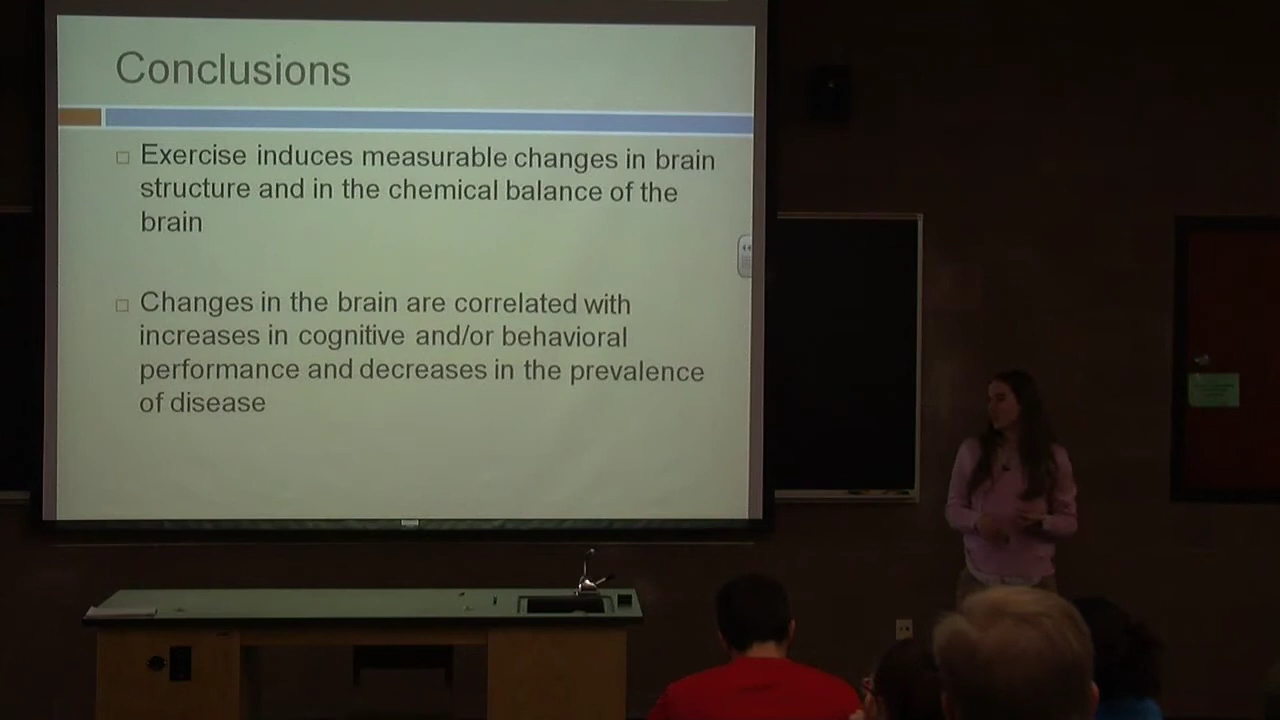 Conclusions
Exercise induces measurable changes in brain
structure and in the chemical balance of the
brain
Changes in the brain are correlated with
increases in cognitive and/or behavioral
performance and decreases in the prevalence
of disease